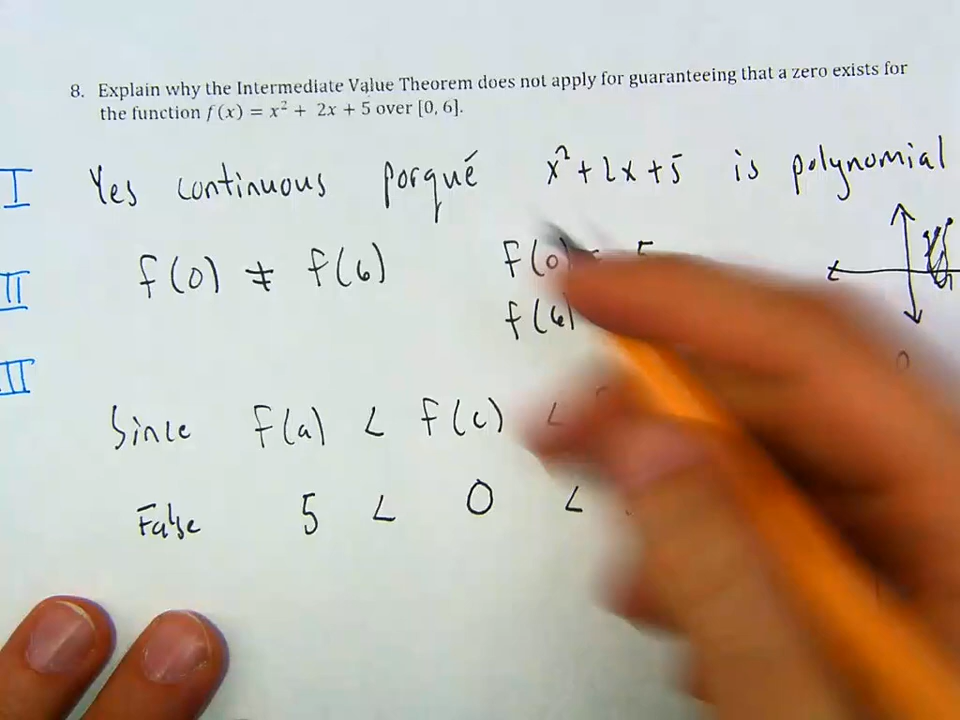 8. Explain why the Intermediate Value Theorem does not apply for guaranteeing that a zero exists for
the function f(x) = x² + 2x + 5 over [0, 6].
I Yes continuous porqué x² + 2x + 5 is polynomial
II f(0) ≠ f(6) f(0) = 5
f(6)
III
Since f(a) < f(c) <
False 5 < 0 <